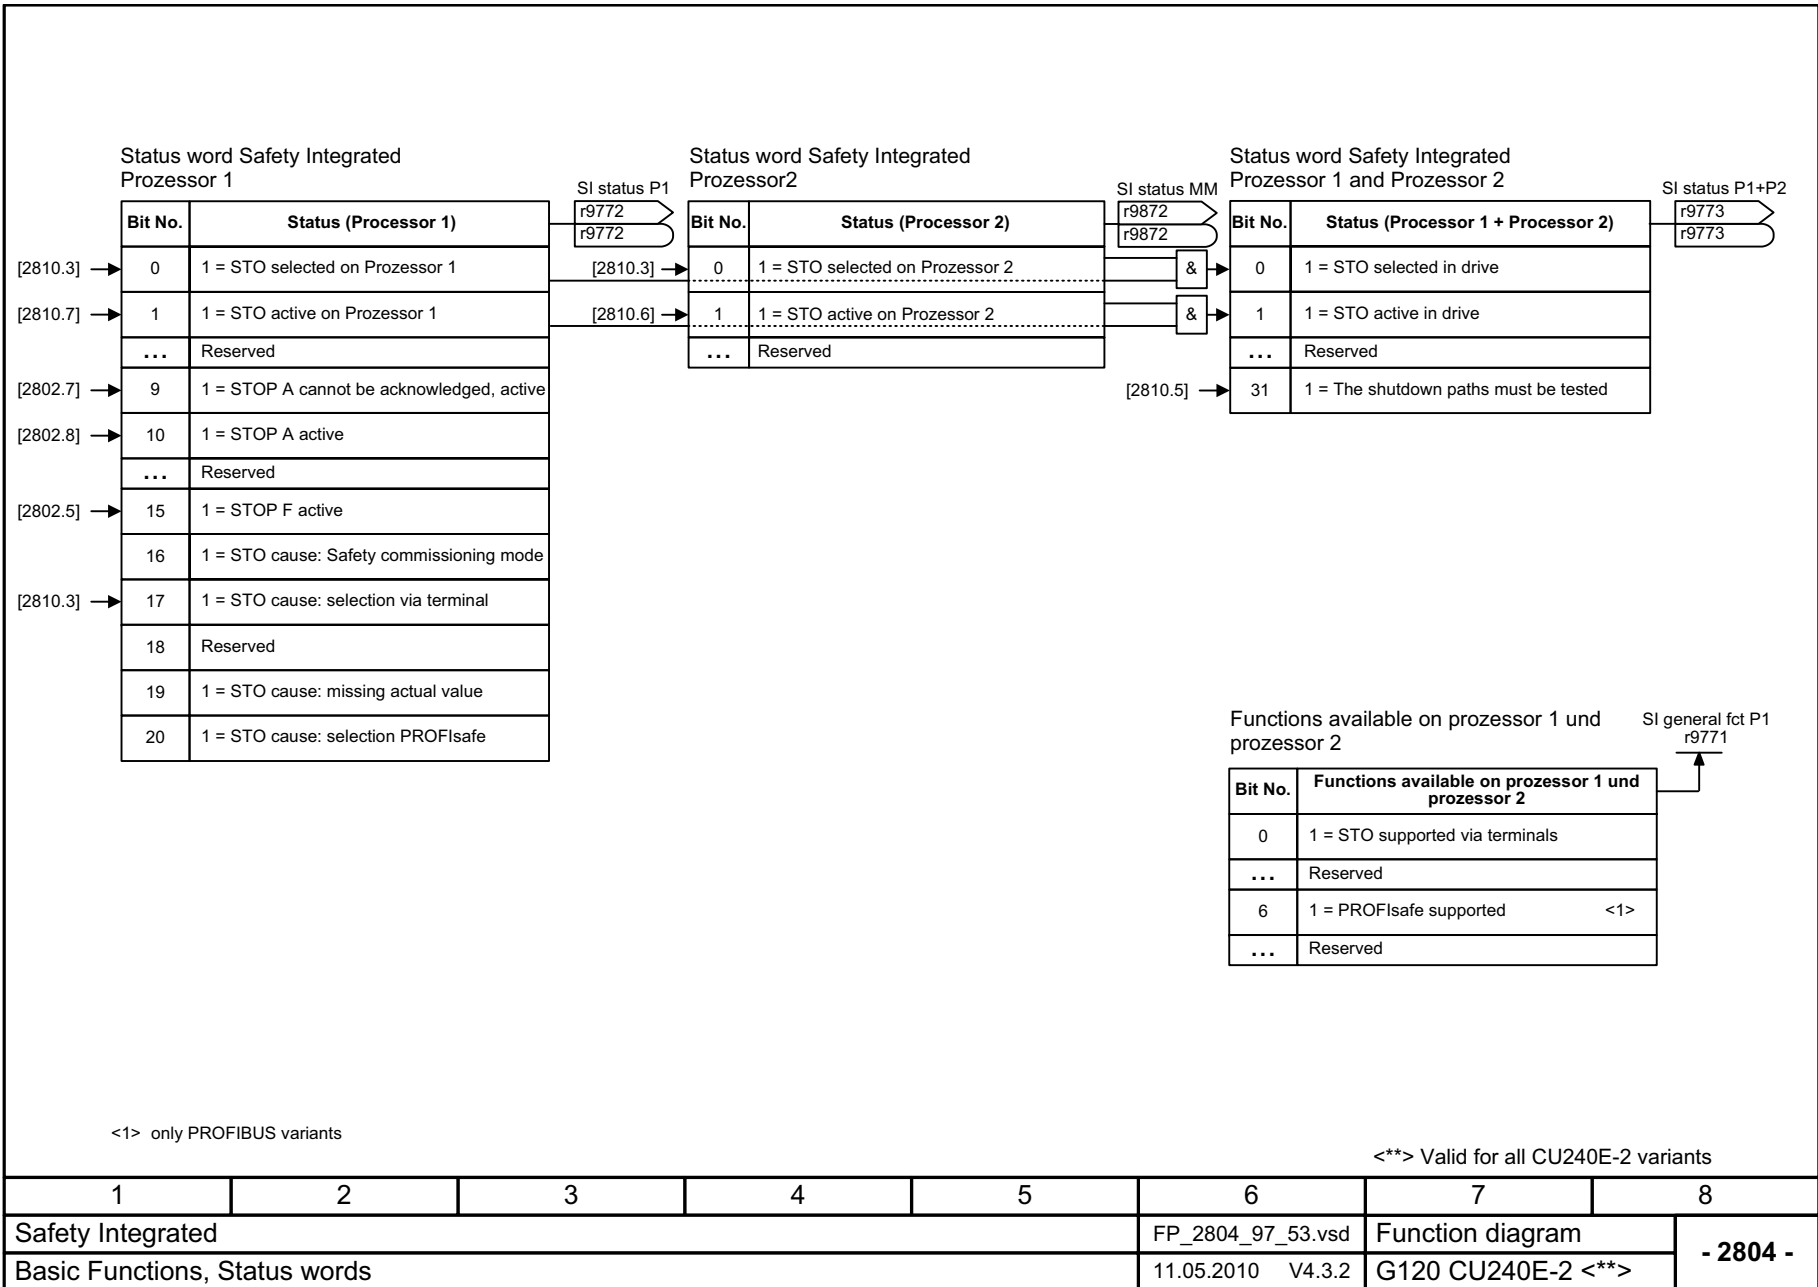 Status word Safety Integrated
Prozessor 1
SI status P1
r9772
r9772
Bit No. Status (Processor 1)
[2810.3] 0 1 = STO selected on Prozessor 1
[2810.7] 1 1 = STO active on Prozessor 1
... Reserved
[2802.7] 9 1 = STOP A cannot be acknowledged, active
[2802.8] 10 1 = STOP A active
... Reserved
[2802.5] 15 1 = STOP F active
16 1 = STO cause: Safety commissioning mode
[2810.3] 17 1 = STO cause: selection via terminal
18 Reserved
19 1 = STO cause: missing actual value
20 1 = STO cause: selection PROFIsafe
Status word Safety Integrated
Prozessor2
SI status MM
r9872
r9872
Bit No. Status (Processor 2)
[2810.3] 0 1 = STO selected on Prozessor 2
&
[2810.6] 1 1 = STO active on Prozessor 2
&
... Reserved
Status word Safety Integrated
Prozessor 1 and Prozessor 2
SI status P1+P2
r9773
r9773
Bit No. Status (Processor 1 + Processor 2)
0 1 = STO selected in drive
1 1 = STO active in drive
... Reserved
[2810.5] 31 1 = The shutdown paths must be tested
Functions available on prozessor 1 und
prozessor 2
SI general fct P1
r9771
Bit No. Functions available on prozessor 1 und
prozessor 2
0 1 = STO supported via terminals
... Reserved
6 1 = PROFIsafe supported <1>
... Reserved
<1> only PROFIBUS variants
<**> Valid for all CU240E-2 variants
1 2 3 4 5 6 7 8
Safety Integrated FP_2804_97_53.vsd Function diagram
- 2804 -
Basic Functions, Status words 11.05.2010 V4.3.2 G120 CU240E-2 <**>